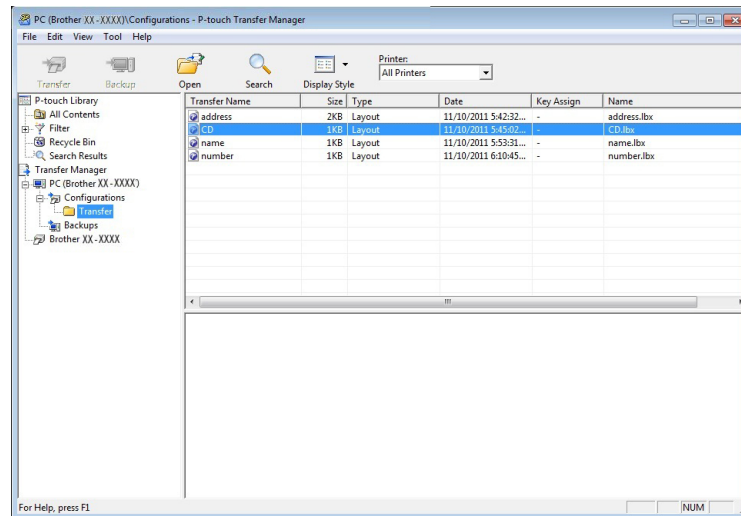 PC (Brother XX-XXXX)\Configurations - P-touch Transfer Manager
File Edit View Tool Help
Transfer Backup Open Search Display Style
Printer:
All Printers
P-touch Library
All Contents
Filter
Recycle Bin
Search Results
Transfer Manager
PC (Brother XX-XXXX)
Configurations
Transfer
Backups
Brother XX-XXXX
Transfer Name Size Type Date Key Assign Name
address 2KB Layout 11/10/2011 5:42:32... - address.lbx
CD 1KB Layout 11/10/2011 5:45:02... - CD.lbx
name 1KB Layout 11/10/2011 5:53:31... - name.lbx
number 1KB Layout 11/10/2011 6:10:45... - number.lbx
For Help, press F1
NUM